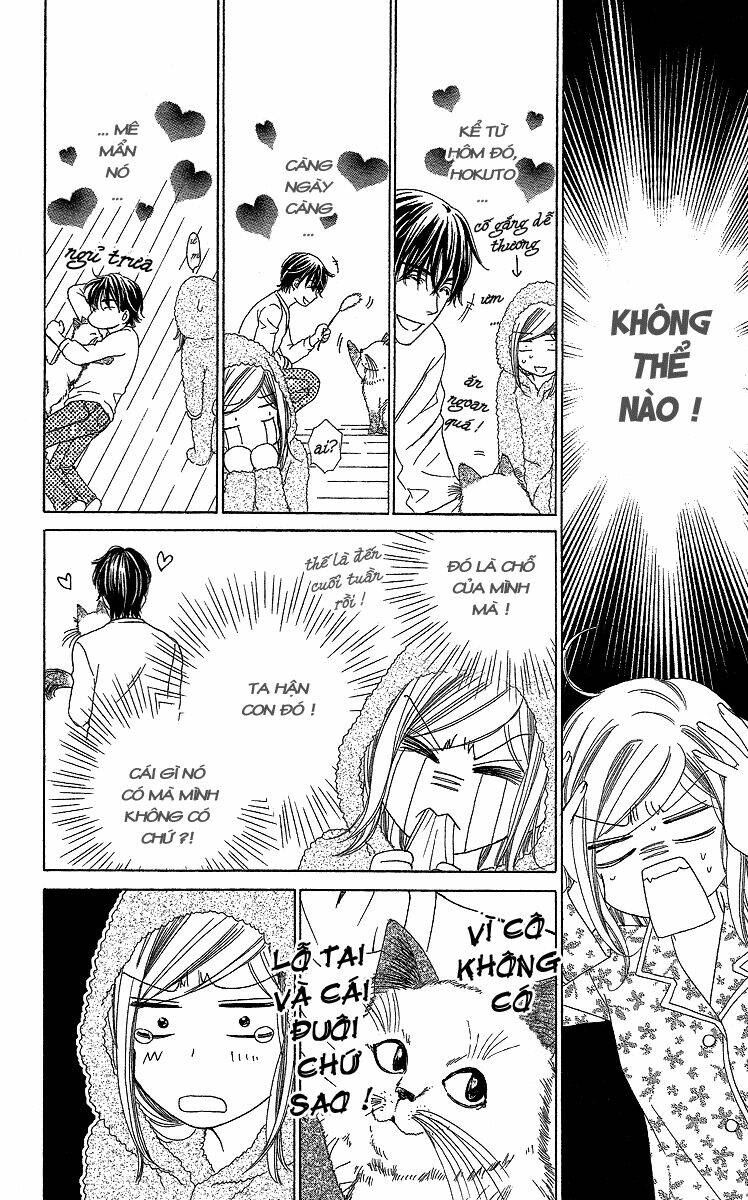 KHÔNG
THỂ
NÀO !
KỂ TỪ
HÔM ĐÓ,
HOKUTO
...
cố gắng dễ
thương
ừm
...
ăn
ngoan
quá !
CÀNG
NGÀY
CÀNG
...
ai?
... MÊ
MẨN
NÓ
...
ngủ trưa
ĐÓ LÀ CHỖ
CỦA MÌNH
MÀ !
thế là đến
cuối tuần
rồi !
TA HẬN
CON ĐÓ !
CÁI GÌ NÓ
CÓ MÀ MÌNH
KHÔNG CÓ
CHỨ ?!
VÌ CÔ
KHÔNG
CÓ
LỖ TAI
VÀ CÁI
ĐUÔI
CHỨ
SAO !